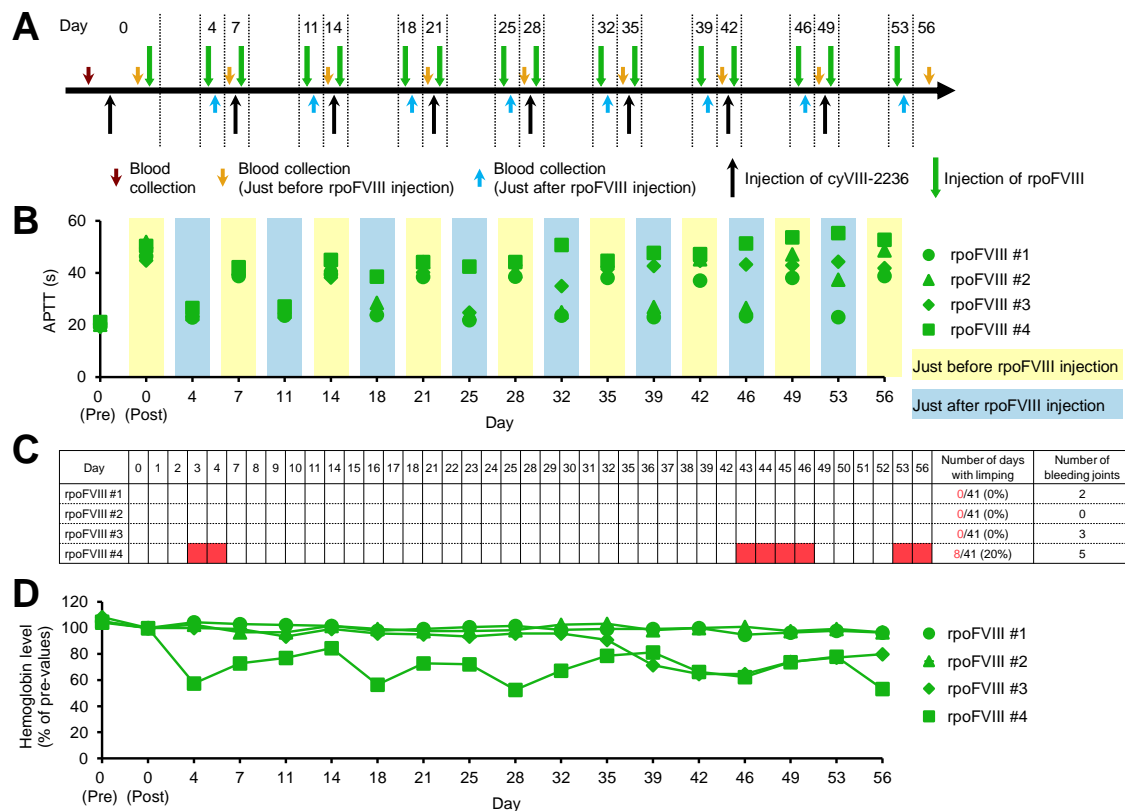 A
Day 0 4 7 11 14 18 21 25 28 32 35 39 42 46 49 53 56
Blood collection
Blood collection (Just before rpoFVIII injection)
Blood collection (Just after rpoFVIII injection)
Injection of cyVIII-2236
Injection of rpoFVIII
B
APTT (s)
60
40
20
0
0 (Pre) 0 (Post) 4 7 11 14 18 21 25 28 32 35 39 42 46 49 53 56
Day
rpoFVIII #1
rpoFVIII #2
rpoFVIII #3
rpoFVIII #4
Just before rpoFVIII injection
Just after rpoFVIII injection
C
Day 0 1 2 3 4 7 8 9 10 11 14 15 16 17 18 21 22 23 24 25 28 29 30 31 32 35 36 37 38 39 42 43 44 45 46 49 50 51 52 53 56 Number of days with limping Number of bleeding joints
rpoFVIII #1 0/41 (0%) 2
rpoFVIII #2 0/41 (0%) 0
rpoFVIII #3 0/41 (0%) 3
rpoFVIII #4 8/41 (20%) 5
D
Hemoglobin level (% of pre-values)
120
100
80
60
40
20
0
0 (Pre) 0 (Post) 4 7 11 14 18 21 25 28 32 35 39 42 46 49 53 56
Day
rpoFVIII #1
rpoFVIII #2
rpoFVIII #3
rpoFVIII #4